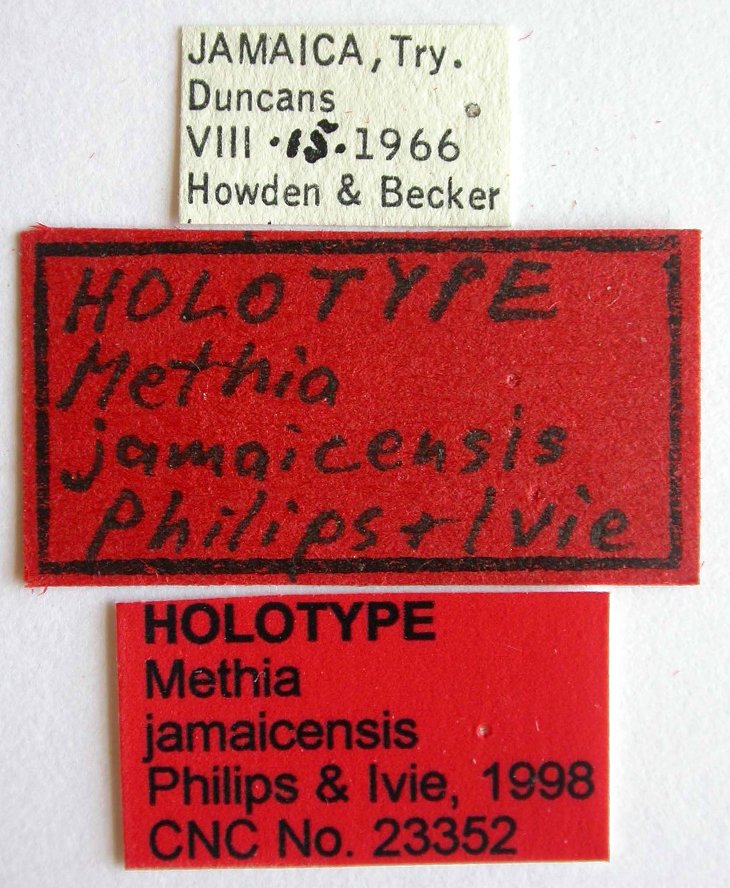 JAMAICA, Try.
Duncans
VIII .15. 1966
Howden & Becker
HOLOTYPE
Methia
jamaicensis
Philips + Ivie
HOLOTYPE
Methia
jamaicensis
Philips & Ivie, 1998
CNC No. 23352